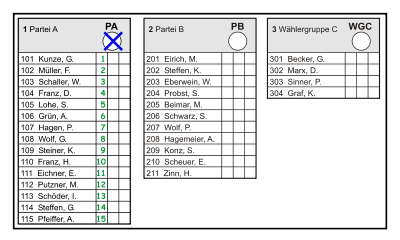 1 Partei A PA
101 Kunze, G. 1
102 Müller, F. 2
103 Schaller, W. 3
104 Franz, D. 4
105 Lohe, S. 5
106 Grün, A. 6
107 Hagen, P. 7
108 Wolf, G. 8
109 Steiner, K. 9
110 Franz, H. 10
111 Eichner, E. 11
112 Putzner, M. 12
113 Schöder, I. 13
114 Steffen, G. 14
115 Pfeiffer, A. 15
2 Partei B PB
201 Eirich, M.
202 Steffen, K.
203 Eberwein, W.
204 Probst, S.
205 Beimar, M.
206 Schwarz, S.
207 Wolf, P.
208 Hagemeier, A.
209 Konz, S.
210 Scheuer, E.
211 Zinn, H.
3 Wählergruppe C WGC
301 Becker, G.
302 Marx, D.
303 Sinner, P.
304 Graf, K.